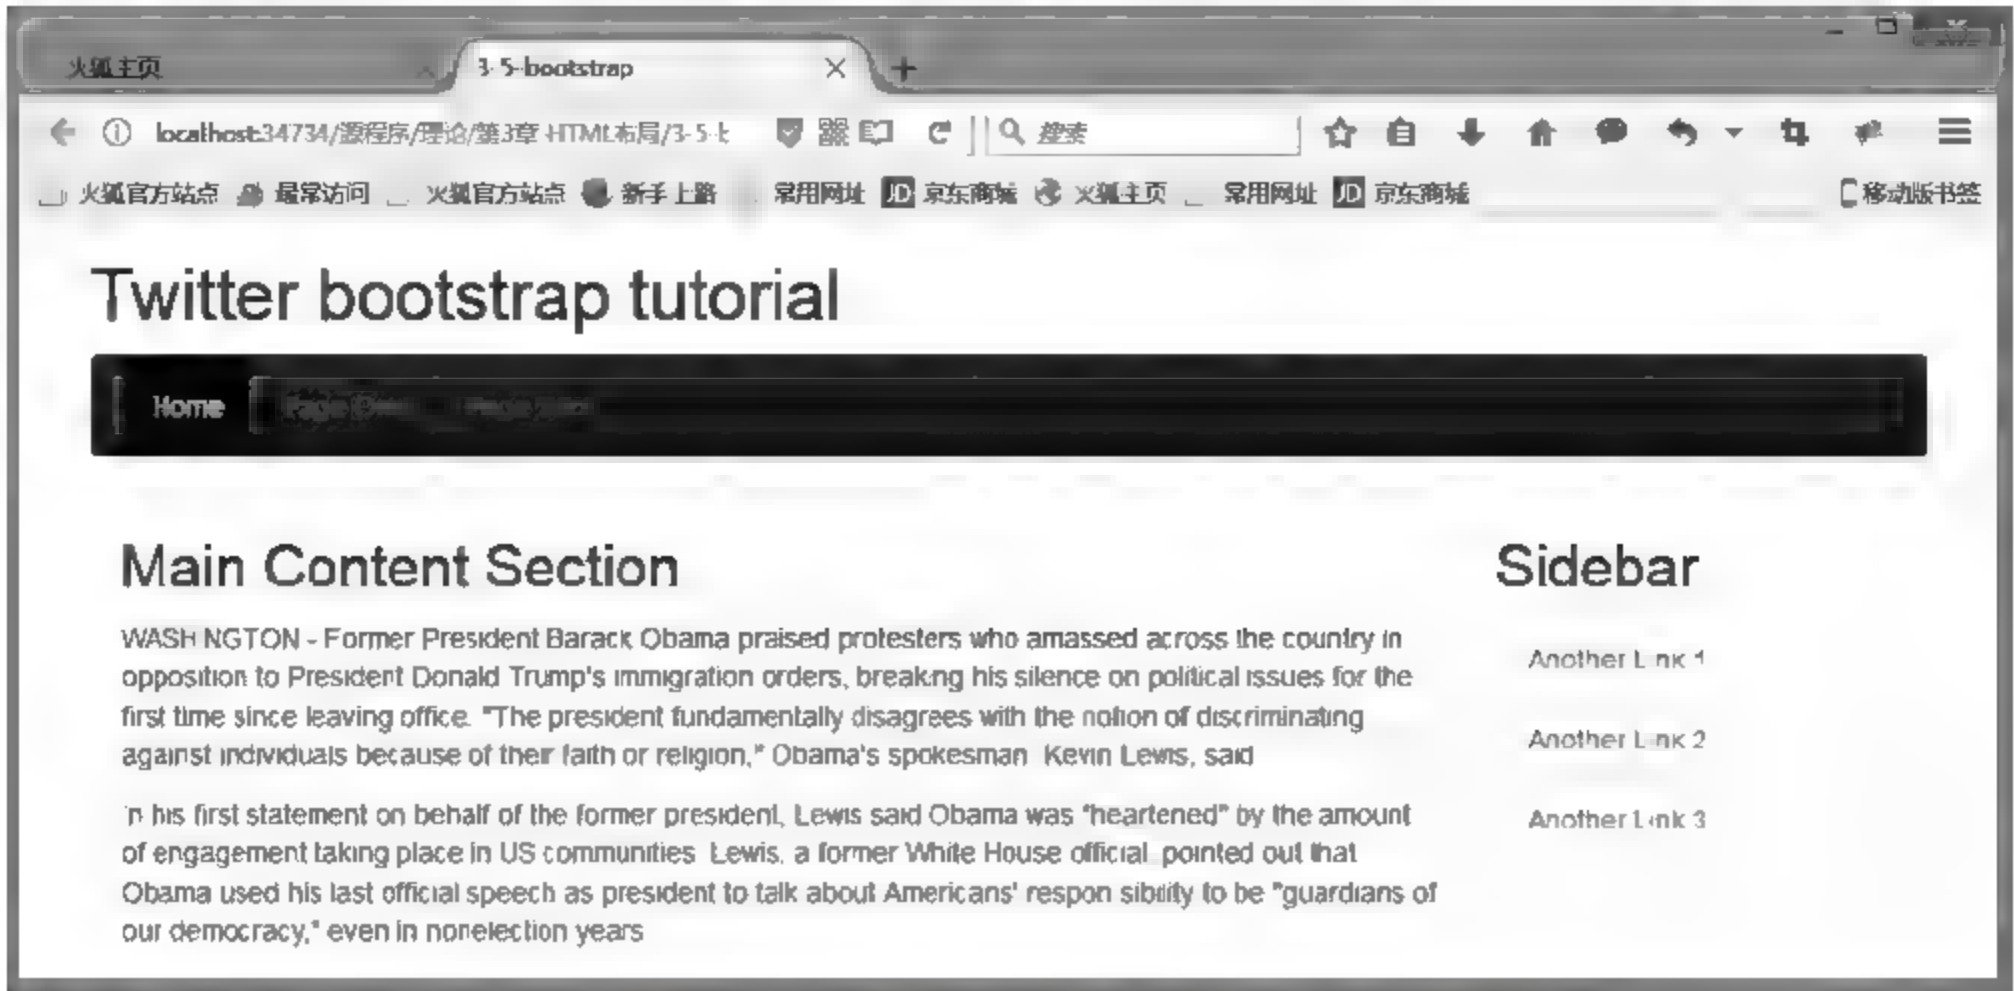 火狐主页
3-5-bootstrap
localhost:34734/源程序/理论/第3章 HTML布局/3-5-b
搜索
火狐官方站点 最常访问 火狐官方站点 新手上路 常用网址 JD 京东商城 火狐主页 常用网址 JD 京东商城 移动版书签
Twitter bootstrap tutorial
Home
Main Content Section
WASHINGTON - Former President Barack Obama praised protesters who amassed across the country in
opposition to President Donald Trump's immigration orders, breaking his silence on political issues for the
first time since leaving office. "The president fundamentally disagrees with the notion of discriminating
against individuals because of their faith or religion," Obama's spokesman Kevin Lewis, said
In his first statement on behalf of the former president, Lewis said Obama was "heartened" by the amount
of engagement taking place in US communities Lewis, a former White House official pointed out that
Obama used his last official speech as president to talk about Americans' respon sibility to be "guardians of
our democracy," even in nonelection years
Sidebar
Another Link 1
Another Link 2
Another Link 3